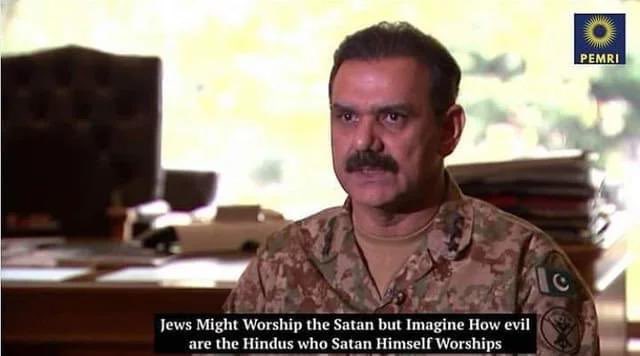 PEMRI
Jews Might Worship the Satan but Imagine How evil
are the Hindus who Satan Himself Worships